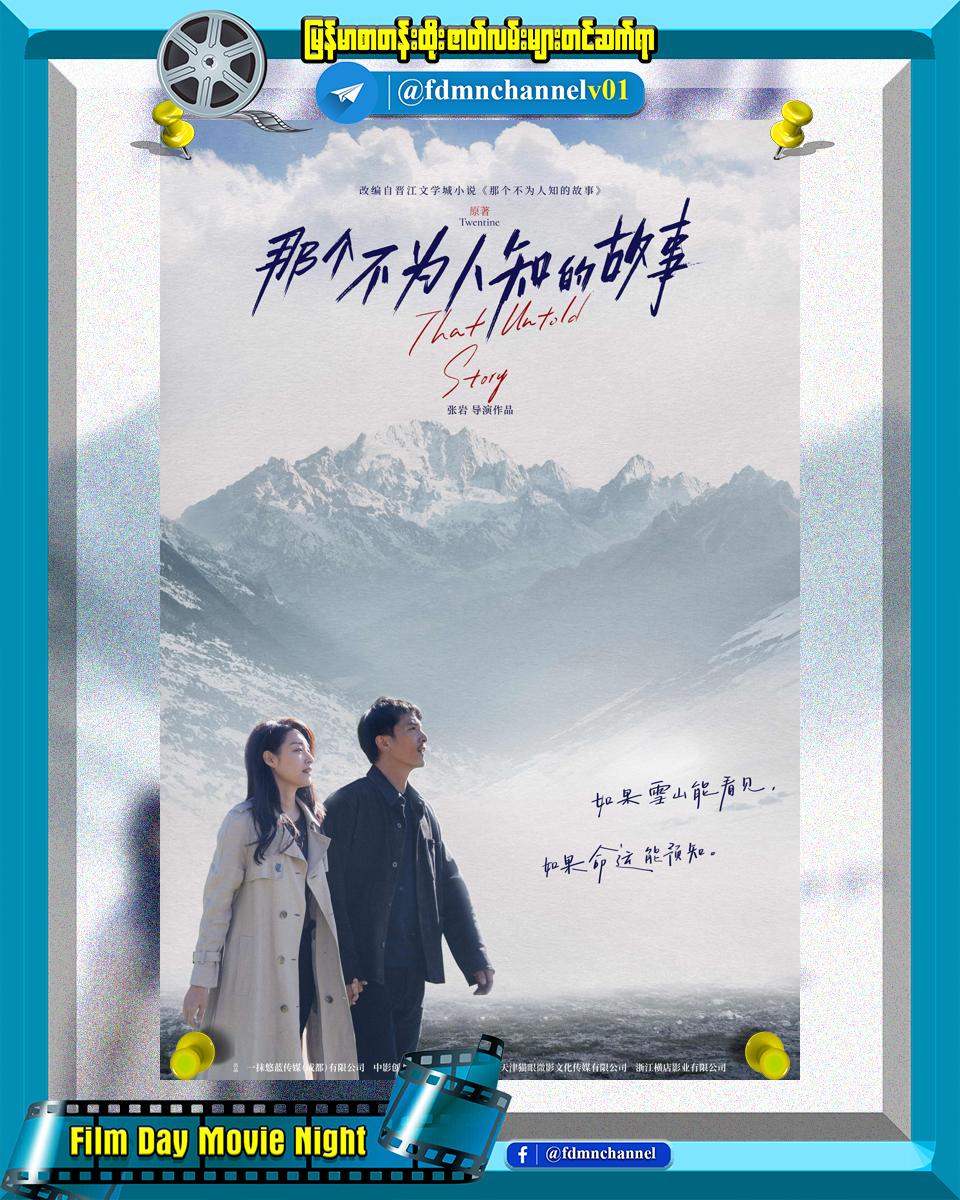 မြန်မာစာတန်းထိုးဇာတ်လမ်းများတင်ဆက်ရာ
@fdmnchannelv01
改编自晋江文学城小说《那个不为人知的故事》
原著
Twentine
那个不为人知的故事
That Untold
Story
张岩 导演作品
如果雪山能看见，
如果命运能预知。
一抹悠蓝传媒(成都)有限公司 中影创 天津猫眼微影文化传媒有限公司 浙江横店影业有限公司
Film Day Movie Night
@fdmnchannel